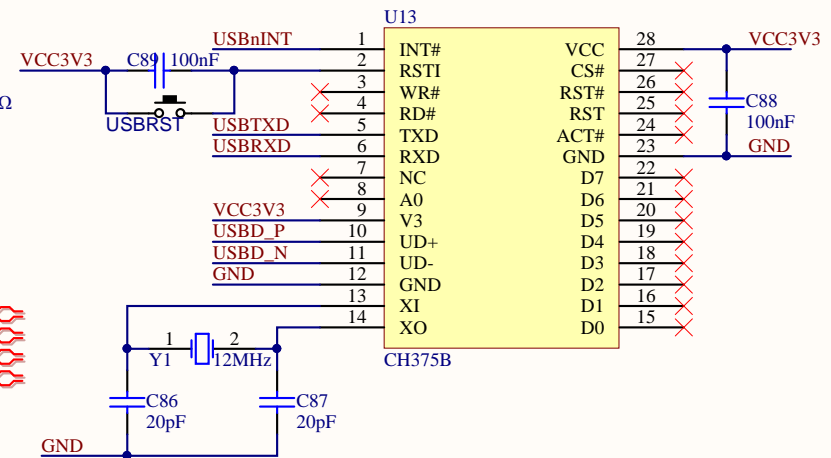 U13
USBnINT 1 INT# VCC 28 VCC3V3
VCC3V3 C89 100nF 2 RSTI CS# 27
3 WR# RST# 26
Ω
4 RD# RST 25 C88
USBRST
100nF
USBTXD 5 TXD ACT# 24
USBRXD 6 RXD GND 23 GND
7 NC D7 22
8 A0 D6 21
VCC3V3 9 V3 D5 20
USBD_P 10 UD+ D4 19
USBD_N 11 UD- D3 18
GND 12 GND D2 17
13 XI D1 16
14 XO D0 15
1 2
Y1 12MHz
CH375B
C86 C87
20pF 20pF
GND